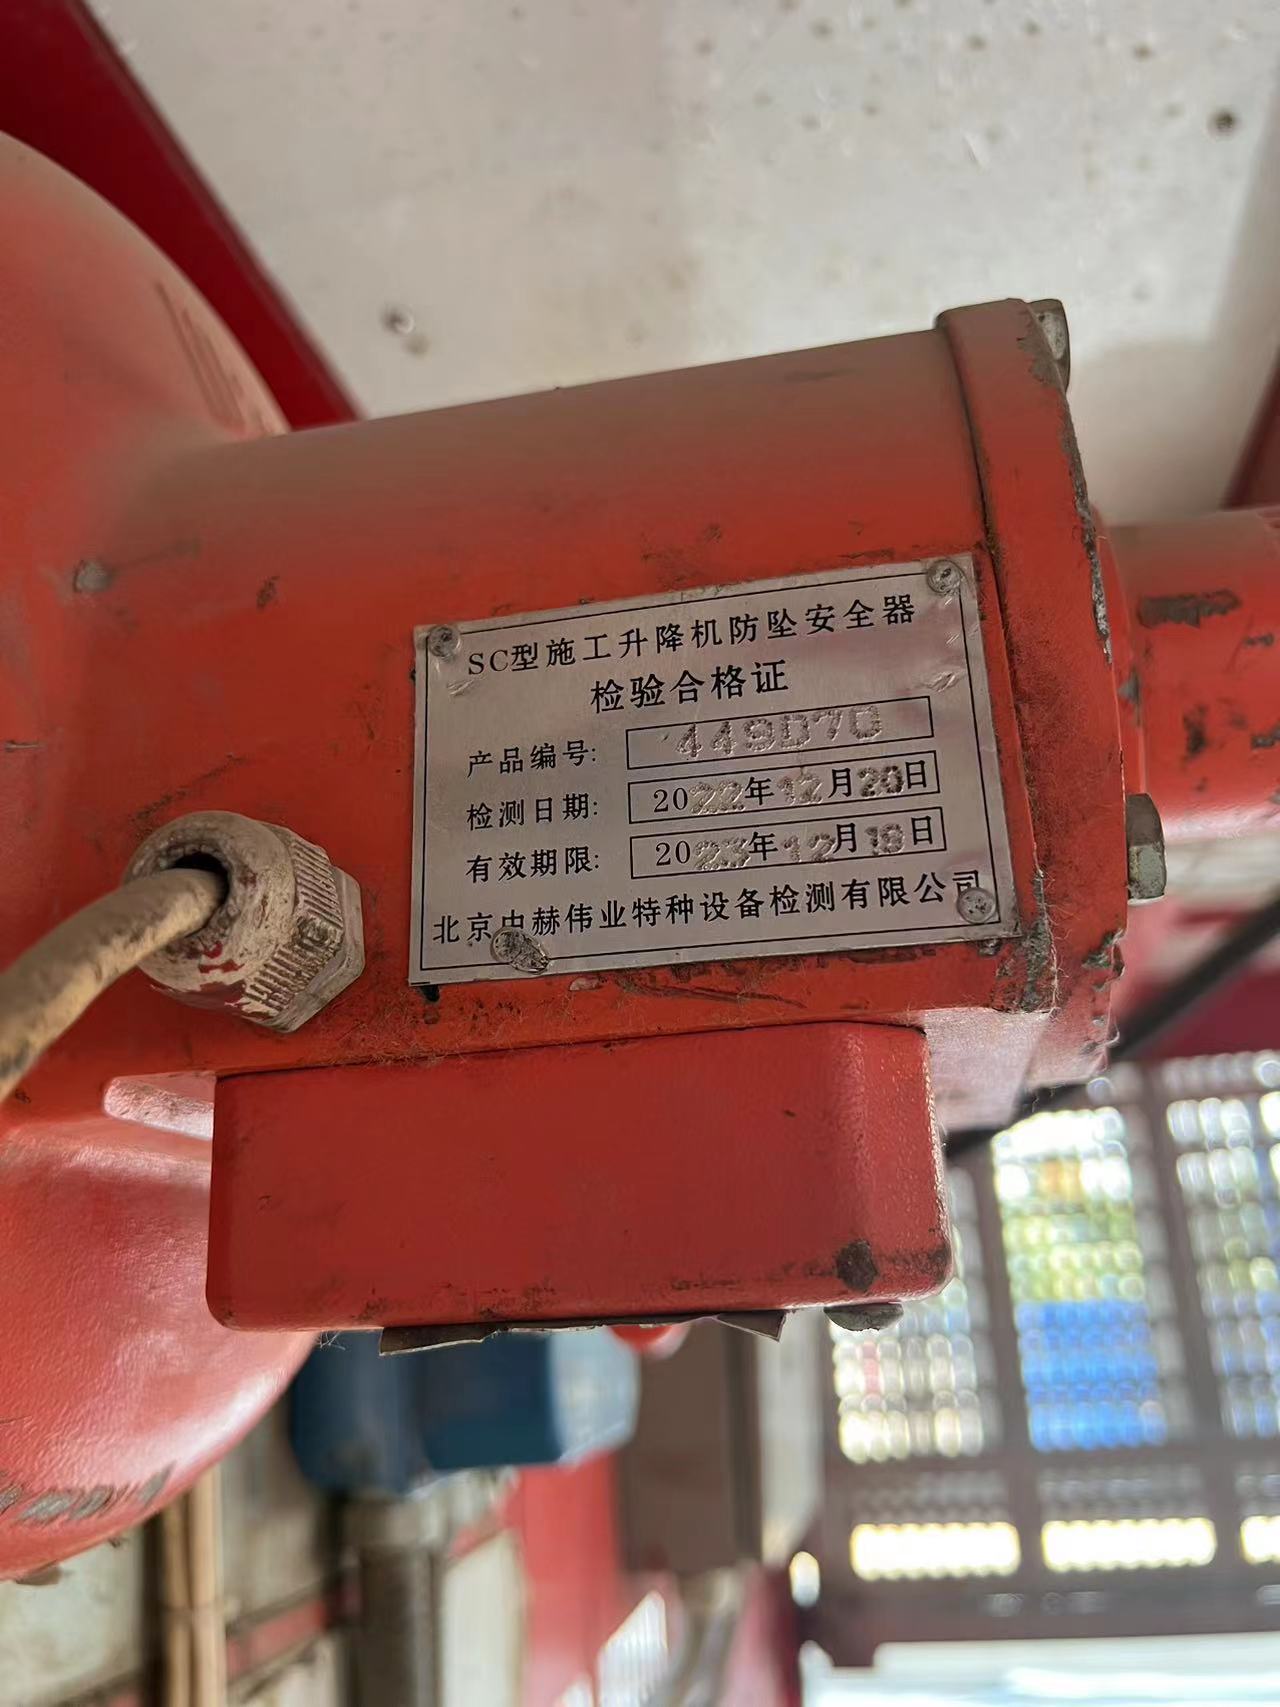 SC型施工升降机防坠安全器
检验合格证
产品编号: 449D70
检测日期: 2022年12月20日
有效期限: 2023年12月19日
北京中赫伟业特种设备检测有限公司